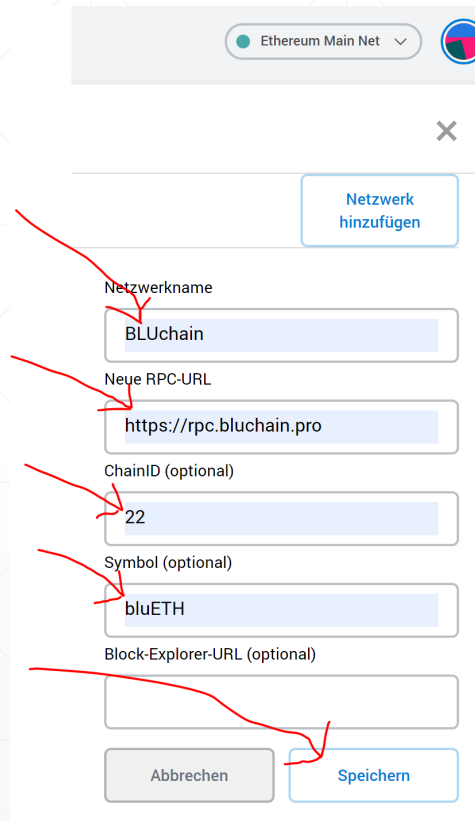 Ethereum Main Net
Netzwerk
hinzufügen
Netzwerkname
BLUchain
Neue RPC-URL
https://rpc.bluchain.pro
ChainID (optional)
22
Symbol (optional)
bluETH
Block-Explorer-URL (optional)
Abbrechen
Speichern